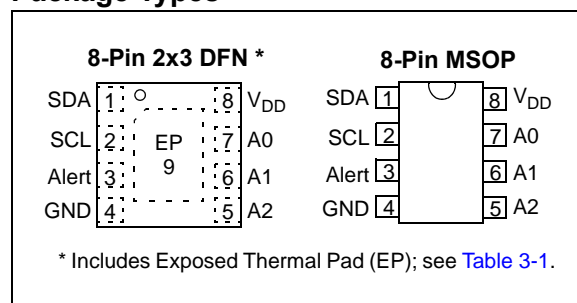 Package Types
8-Pin 2x3 DFN *
SDA 1 8 VDD
SCL 2 EP 7 A0
Alert 3 9 6 A1
GND 4 5 A2
8-Pin MSOP
SDA 1 8 VDD
SCL 2 7 A0
Alert 3 6 A1
GND 4 5 A2
* Includes Exposed Thermal Pad (EP); see Table 3-1.